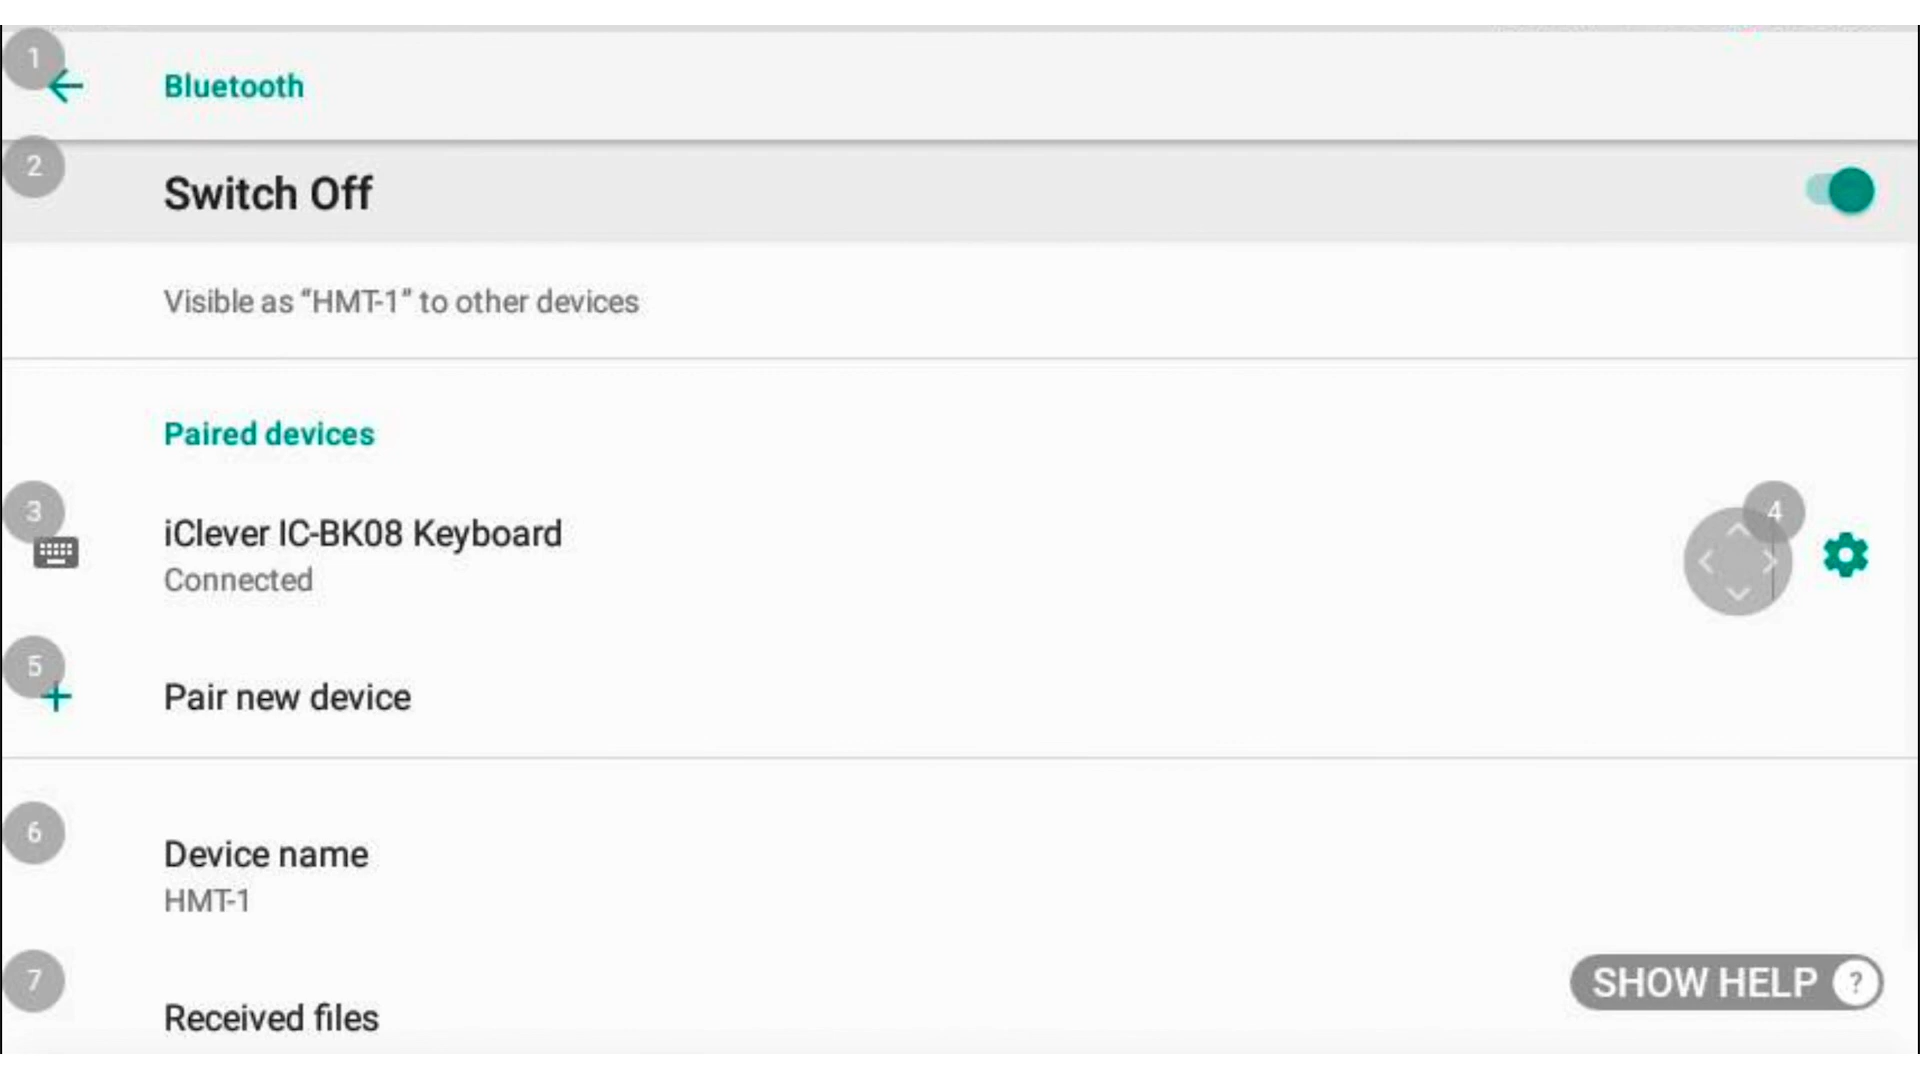 1
Bluetooth
2
Switch Off
Visible as “HMT-1” to other devices
Paired devices
3
4
iClever IC-BK08 Keyboard
Connected
5
Pair new device
6
Device name
HMT-1
7
SHOW HELP ?
Received files